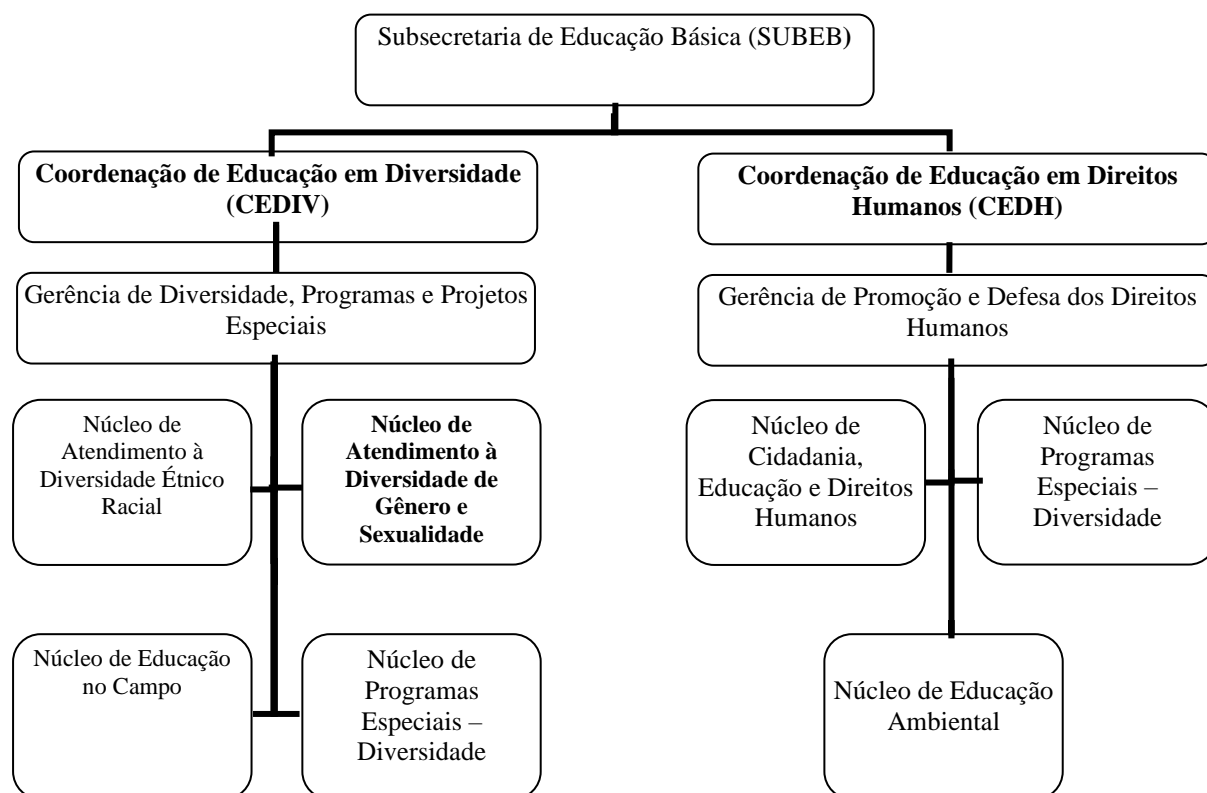 Subsecretaria de Educação Básica (SUBEB)
Coordenação de Educação em Diversidade
(CEDIV)
Coordenação de Educação em Direitos
Humanos (CEDH)
Gerência de Diversidade, Programas e Projetos
Especiais
Gerência de Promoção e Defesa dos Direitos
Humanos
Núcleo de
Atendimento à
Diversidade Étnico
Racial
Núcleo de
Atendimento à
Diversidade de
Gênero e
Sexualidade
Núcleo de
Cidadania,
Educação e Direitos
Humanos
Núcleo de
Programas
Especiais –
Diversidade
Núcleo de Educação
no Campo
Núcleo de
Programas
Especiais –
Diversidade
Núcleo de Educação
Ambiental